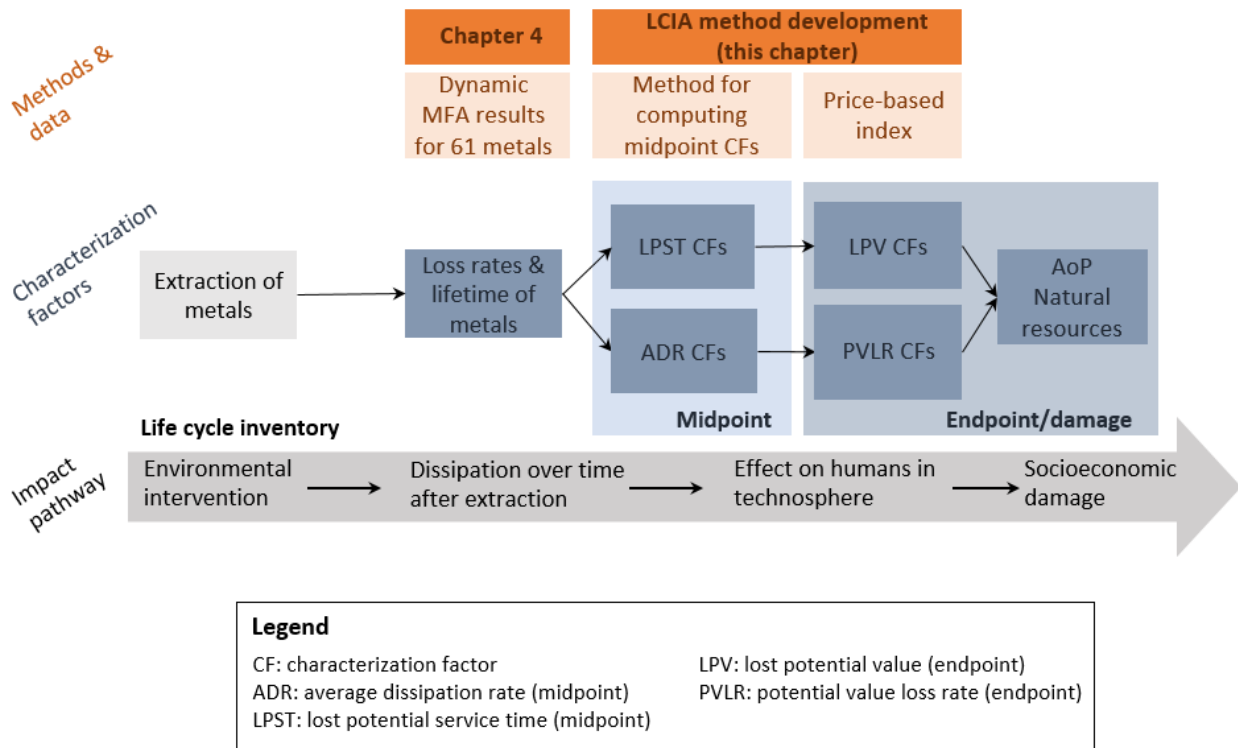 Methods &
data
Chapter 4
LCIA method development
(this chapter)
Dynamic
MFA results
for 61 metals
Method for
computing
midpoint CFs
Price-based
index
Characterization
factors
Extraction of
metals
Loss rates &
lifetime of
metals
LPST CFs
LPV CFs
ADR CFs
PVLR CFs
AoP
Natural
resources
Midpoint
Endpoint/damage
Impact
pathway
Life cycle inventory
Environmental
intervention
Dissipation over time
after extraction
Effect on humans in
technosphere
Socioeconomic
damage
Legend
CF: characterization factor
ADR: average dissipation rate (midpoint)
LPST: lost potential service time (midpoint)
LPV: lost potential value (endpoint)
PVLR: potential value loss rate (endpoint)